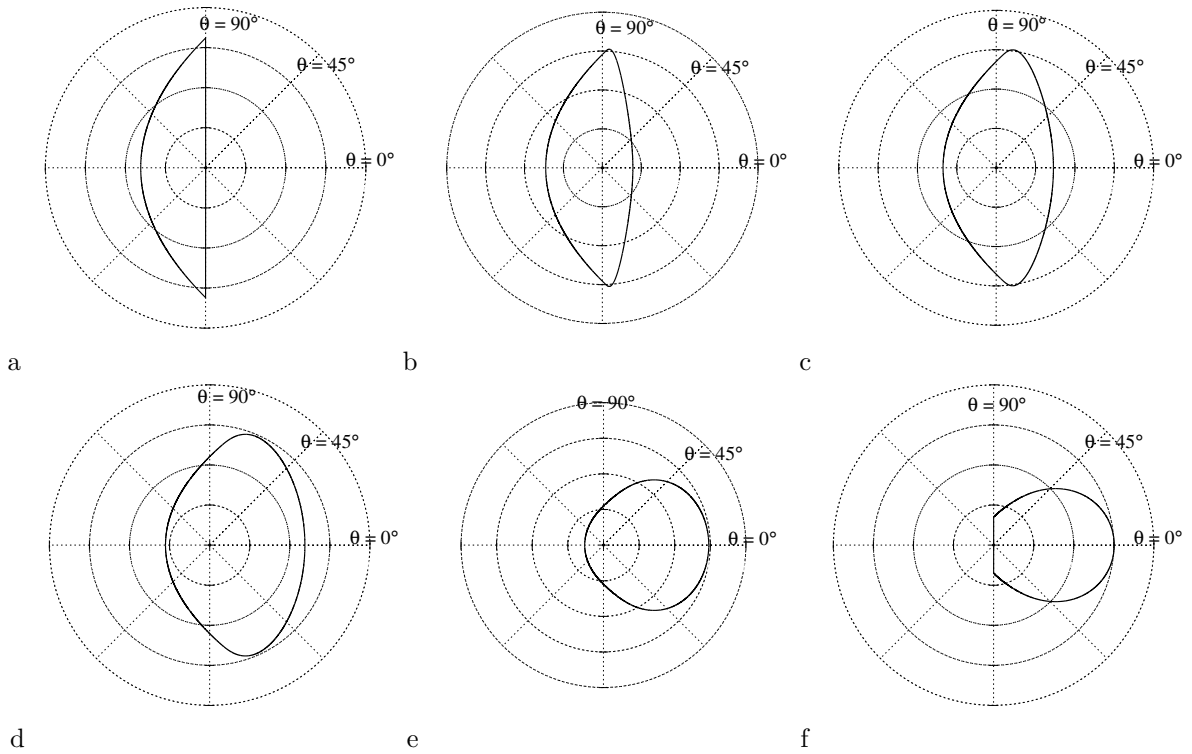 θ = 90°
θ = 45°
θ = 0°
a
θ = 90°
θ = 45°
θ = 0°
b
θ = 90°
θ = 45°
θ = 0°
c
θ = 90°
θ = 45°
θ = 0°
d
θ = 90°
θ = 45°
θ = 0°
e
θ = 90°
θ = 45°
θ = 0°
f